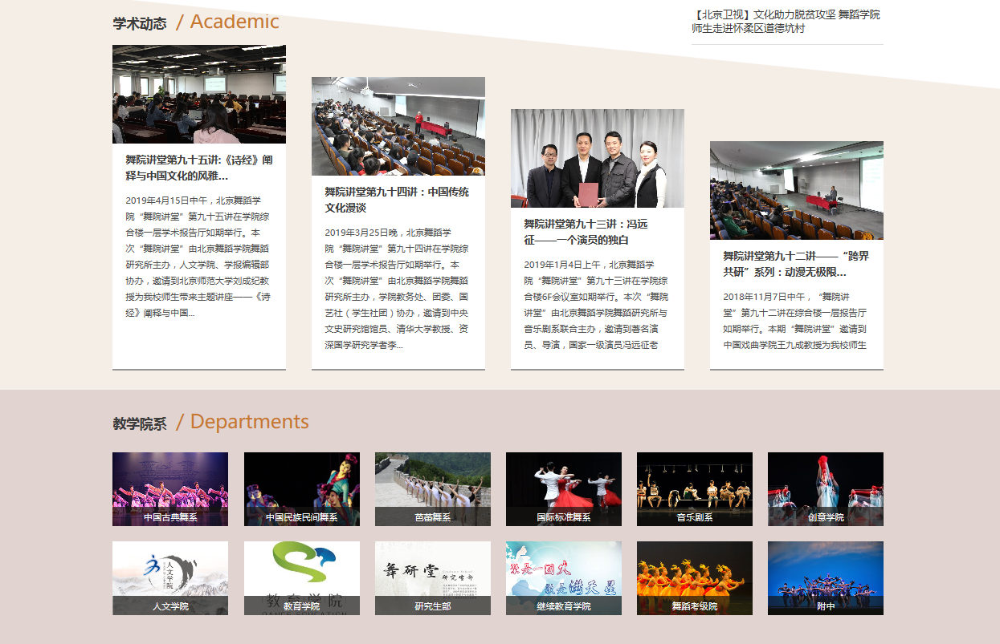 学术动态 / Academic
【北京卫视】文化助力脱贫攻坚 舞蹈学院
师生走进怀柔区道德坑村
舞院讲堂第九十五讲:《诗经》阐
释与中国文化的风雅...
2019年4月15日中午，北京舞蹈学
院“舞院讲堂”第九十五讲在学院综
合楼一层学术报告厅如期举行。本
次“舞院讲堂”由北京舞蹈学院舞蹈
研究所主办，人文学院、学报编辑部
协办，邀请到北京师范大学刘成纪教
授为我校师生带来主题讲座——《诗
经》阐释与中国...
舞院讲堂第九十四讲：中国传统
文化漫谈
2019年3月25日晚，北京舞蹈学
院“舞院讲堂”第九十四讲在学院综
合楼一层学术报告厅如期举行。本
次“舞院讲堂”由北京舞蹈学院舞蹈
研究所主办，学院教务处、团委、国
艺社（学生社团）协办，邀请到中央
文史研究馆馆员、清华大学教授、资
深国学研究学者李...
舞院讲堂第九十三讲：冯远
征——一个演员的独白
2019年1月4日上午，北京舞蹈学
院“舞院讲堂”第九十三讲在学院综
合楼6F会议室如期举行。本次“舞院
讲堂”由北京舞蹈学院舞蹈研究所与
音乐剧系联合主办，邀请到著名演
员、导演，国家一级演员冯远征老
舞院讲堂第九十二讲——“跨界
共研”系列：动漫无极限...
2018年11月7日中午，“舞院讲
堂”第九十二讲在综合楼一层报告厅
如期举行。本期“舞院讲堂”邀请到
中国戏曲学院王九成教授为我校师生
教学院系 / Departments
中国古典舞系
中国民族民间舞系
芭蕾舞系
国际标准舞系
音乐剧系
创意学院
人文学院
人文学院
教育学院
教育学院
舞研堂
研究生部
研究生部
继续教育学院
舞蹈考级院
附中